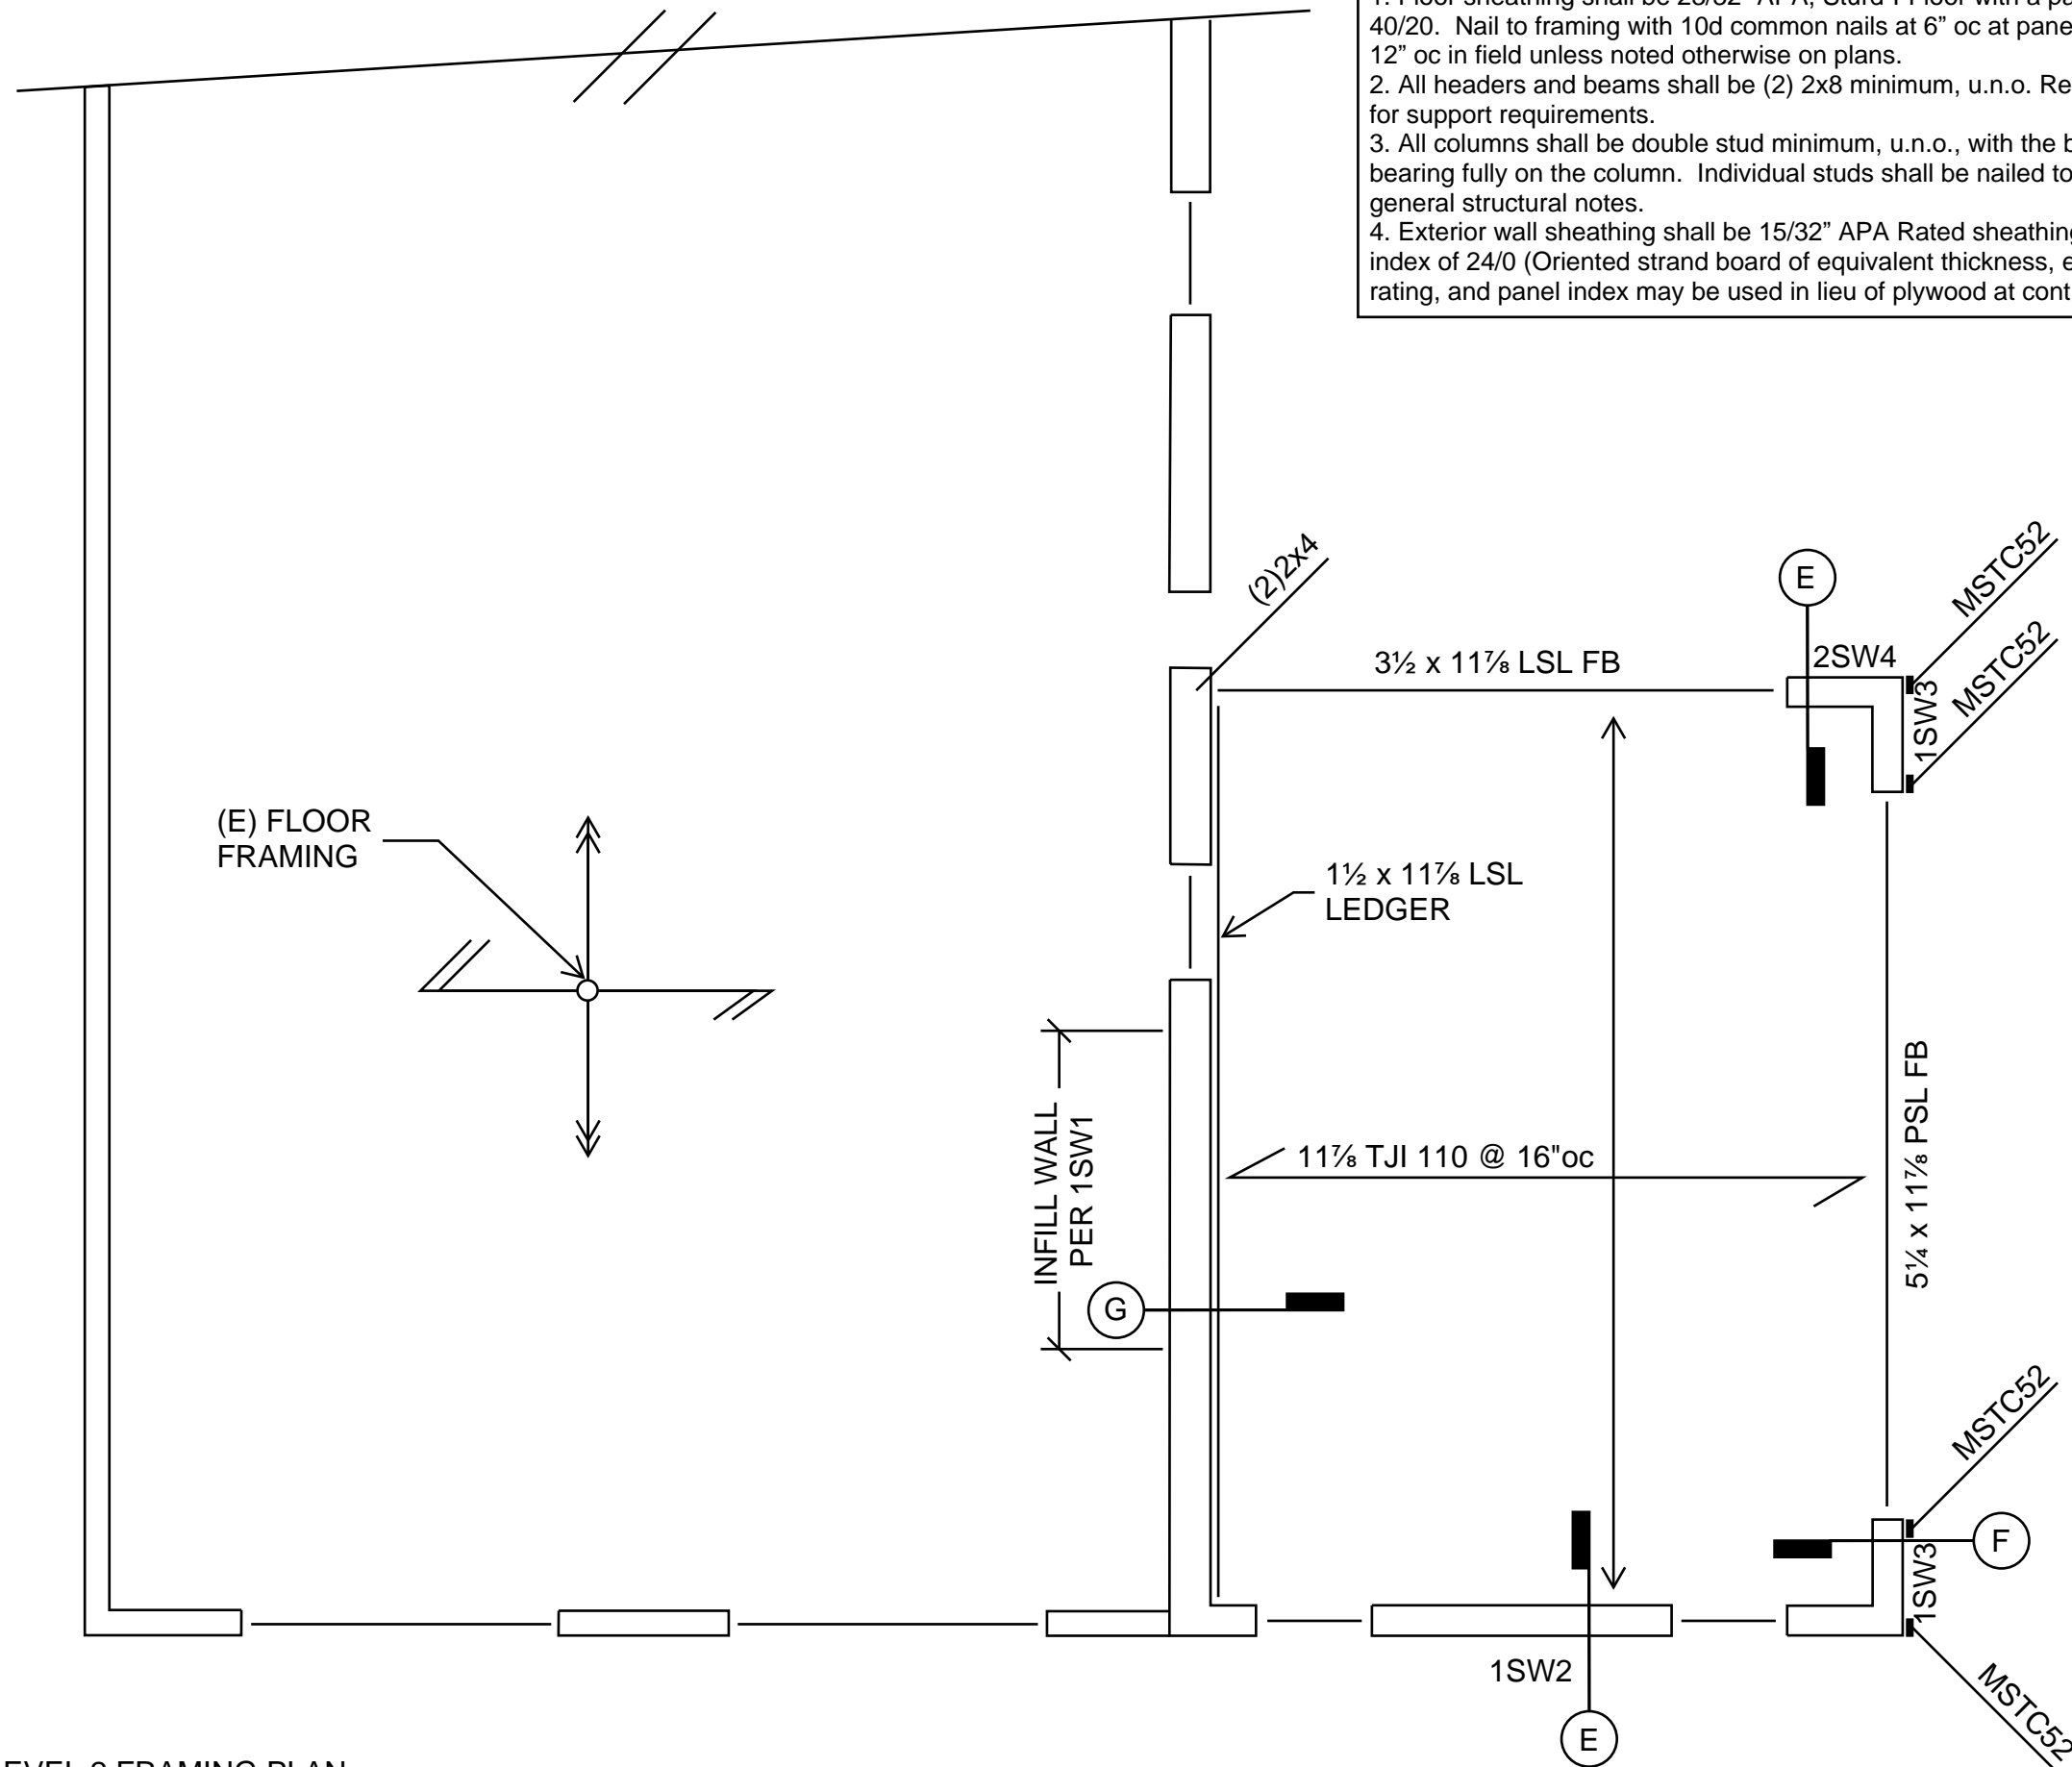 40/20.  Nail to framing with 10d common nails at 6” oc at pane
12” oc in field unless noted otherwise on plans.
2. All headers and beams shall be (2) 2x8 minimum, u.n.o. Re
for support requirements.
3. All columns shall be double stud minimum, u.n.o., with the b
bearing fully on the column.  Individual studs shall be nailed to
general structural notes.
4. Exterior wall sheathing shall be 15/32” APA Rated sheathing
index of 24/0 (Oriented strand board of equivalent thickness, e
rating, and panel index may be used in lieu of plywood at cont
(2)2x4
E
MSTC52
3½ x 11⅞ LSL FB
2SW4
MSTC52
1SW3
(E) FLOOR
FRAMING
1½ x 11⅞ LSL
LEDGER
INFILL WALL
PER 1SW1
11⅞ TJI 110 @ 16"oc
5¼ x 11⅞ PSL FB
G
MSTC52
F
1SW3
1SW2
MSTC52
E
EVEL 2 FRAMING PLAN